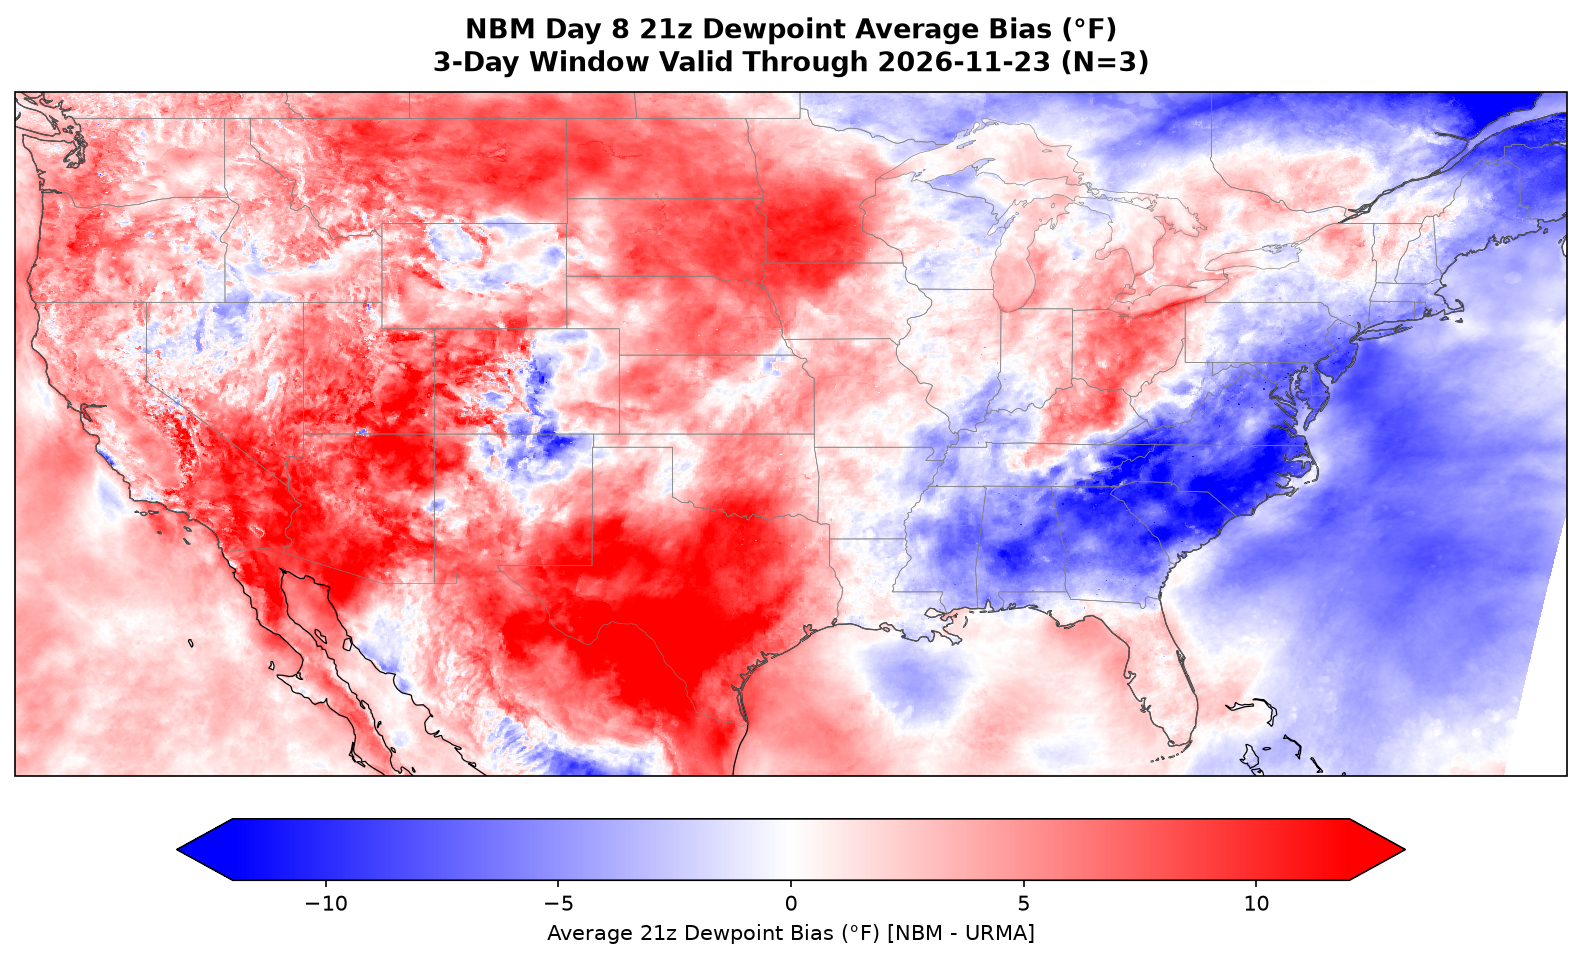 NBM Day 8 21z Dewpoint Average Bias (°F)
3-Day Window Valid Through 2026-11-23 (N=3)
−10 −5 0 5 10
Average 21z Dewpoint Bias (°F) [NBM - URMA]